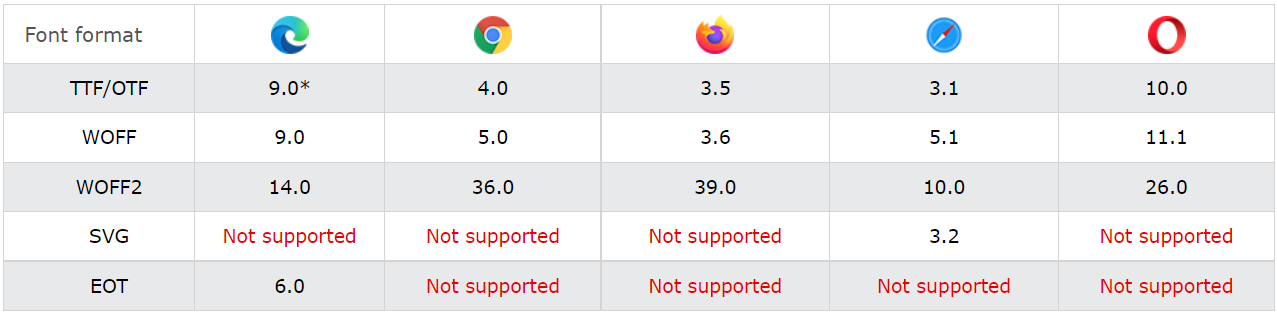 Font format
TTF/OTF 9.0* 4.0 3.5 3.1 10.0
WOFF 9.0 5.0 3.6 5.1 11.1
WOFF2 14.0 36.0 39.0 10.0 26.0
SVG Not supported Not supported Not supported 3.2 Not supported
EOT 6.0 Not supported Not supported Not supported Not supported